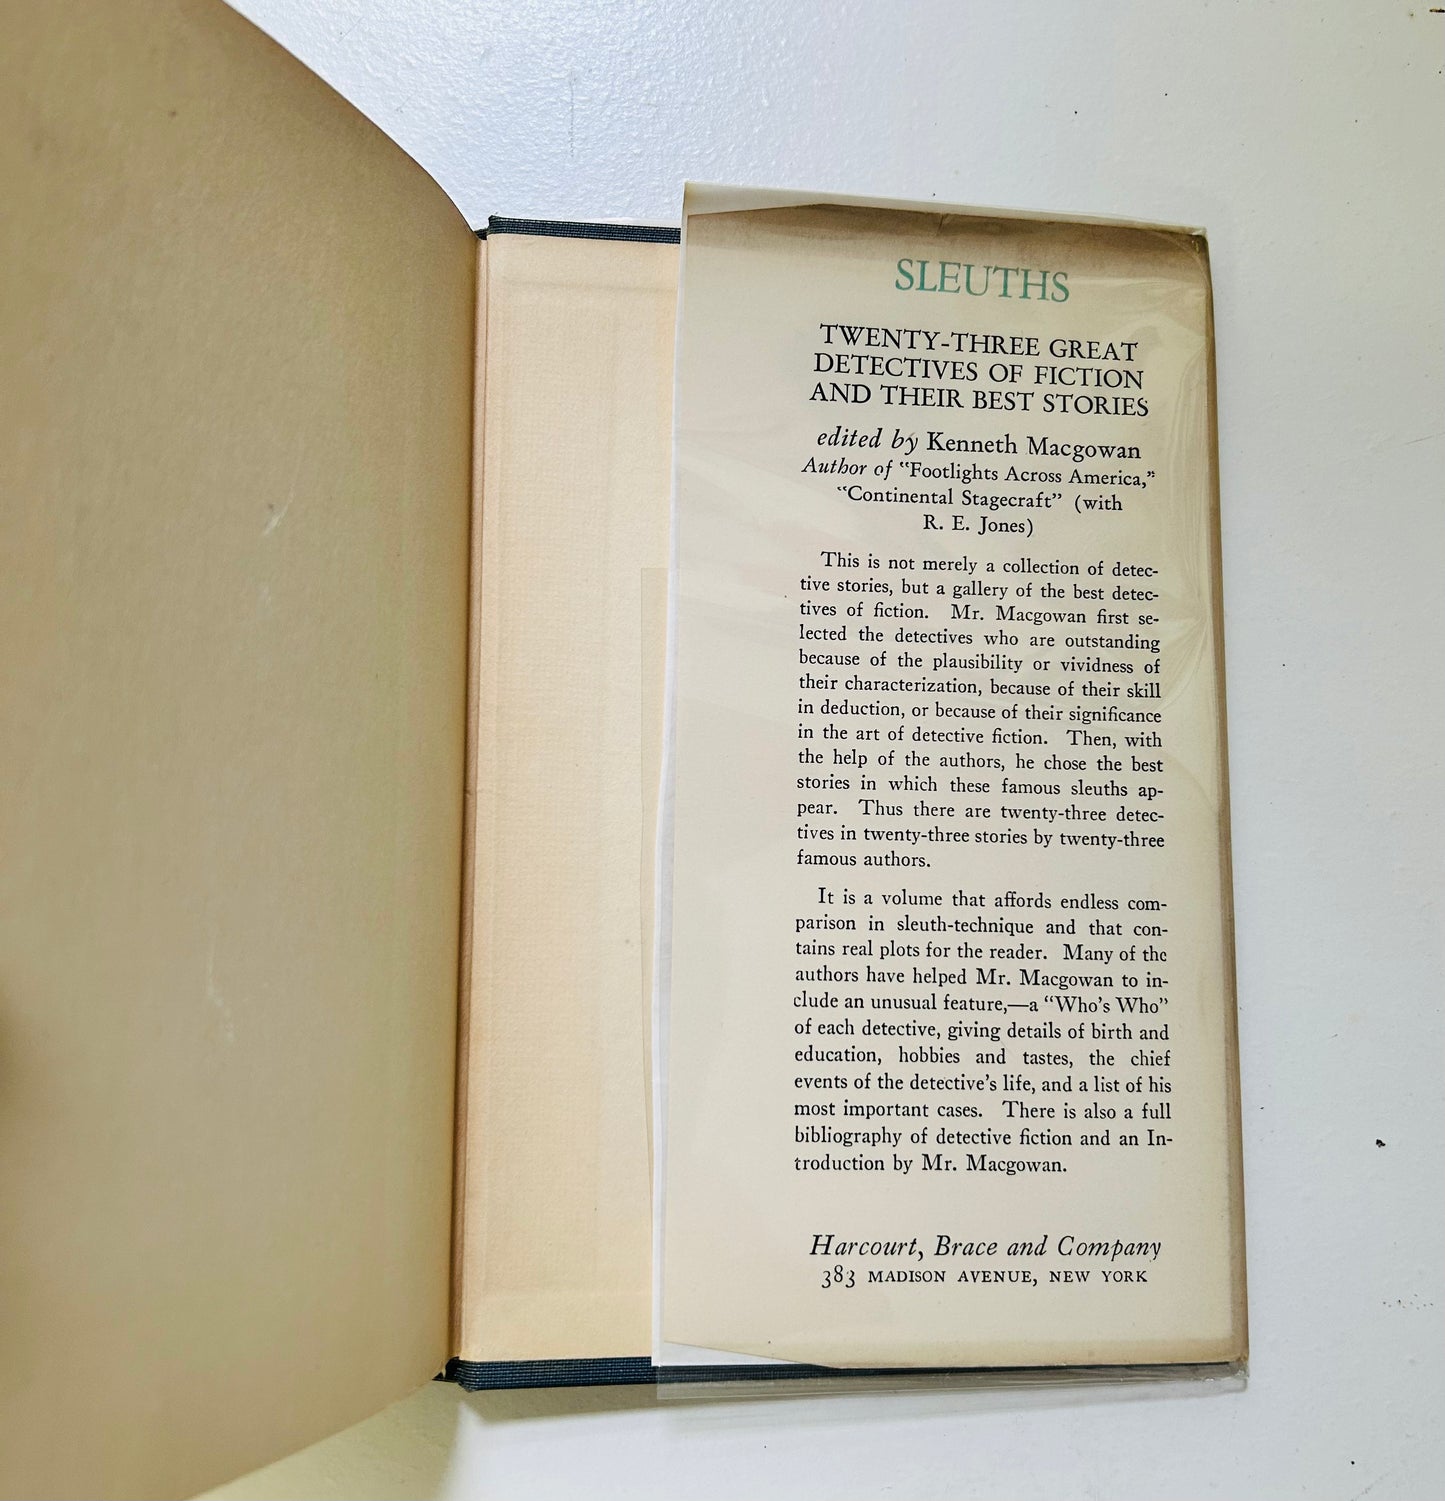 SLEUTHS
TWENTY-THREE GREAT
DETECTIVES OF FICTION
AND THEIR BEST STORIES
edited by Kenneth Macgowan
Author of "Footlights Across America,"
"Continental Stagecraft" (with
R. E. Jones)
This is not merely a collection of detec-
tive stories, but a gallery of the best detec-
tives of fiction. Mr. Macgowan first se-
lected the detectives who are outstanding
because of the plausibility or vividness of
their characterization, because of their skill
in deduction, or because of their significance
in the art of detective fiction. Then, with
the help of the authors, he chose the best
stories in which these famous sleuths ap-
pear. Thus there are twenty-three detec-
tives in twenty-three stories by twenty-three
famous authors.
It is a volume that affords endless com-
parison in sleuth-technique and that con-
tains real plots for the reader. Many of the
authors have helped Mr. Macgowan to in-
clude an unusual feature,—a "Who's Who"
of each detective, giving details of birth and
education, hobbies and tastes, the chief
events of the detective's life, and a list of his
most important cases. There is also a full
bibliography of detective fiction and an In-
troduction by Mr. Macgowan.
Harcourt, Brace and Company
383 MADISON AVENUE, NEW YORK